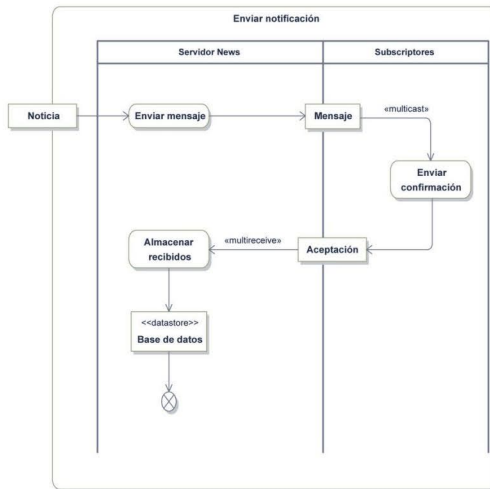 Enviar notificación
Servidor News
Subscriptores
Noticia
Enviar mensaje
Mensaje
«multicast»
Enviar
confirmación
Almacenar
recibidos
«multireceive»
Aceptación
<<datastore>>
Base de datos